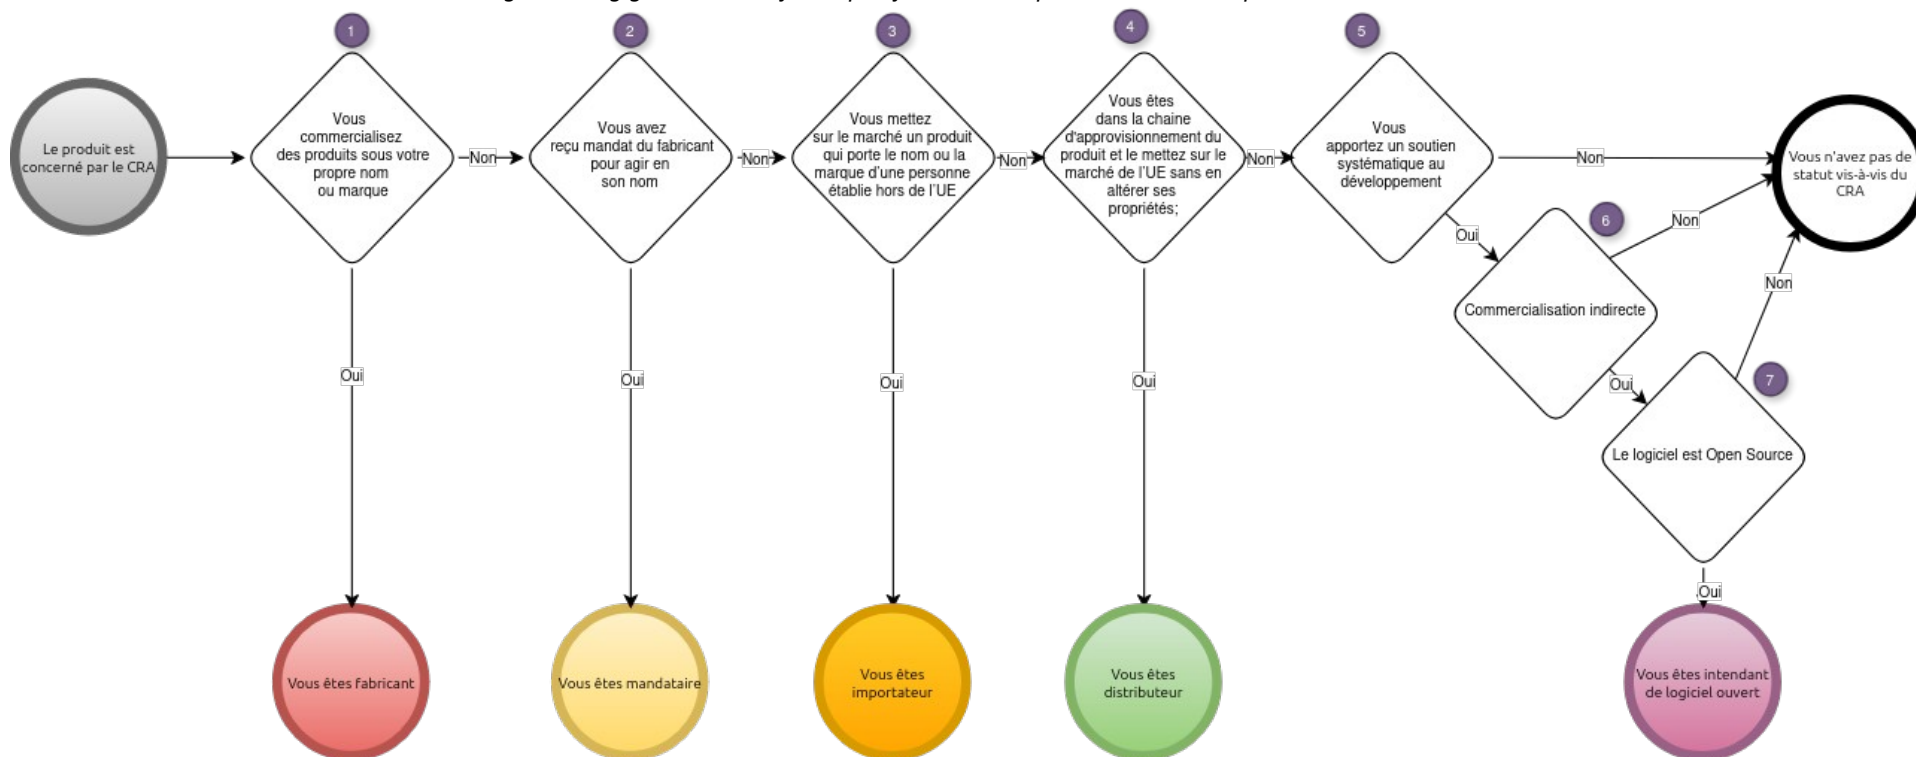 1
2
3
4
5
6
7
Le produit est
concerné par le CRA
Vous
commercialisez
des produits sous votre
propre nom
ou marque
Non
Vous avez
reçu mandat du fabricant
pour agir en
son nom
Non
Vous mettez
sur le marché un produit
qui porte le nom ou la
marque d'une personne
établie hors de l'UE
Non
Vous êtes
dans la chaine
d'approvisionnement du
produit et le mettez sur le
marché de l'UE sans en
altérer ses
propriétés;
Non
Vous
apportez un soutien
systématique au
développement
Non
Vous n'avez pas de
statut vis-à-vis du
CRA
Oui
Non
Commercialisation indirecte
Non
Oui
Le logiciel est Open Source
Oui
Oui
Oui
Oui
Oui
Vous êtes fabricant
Vous êtes mandataire
Vous êtes
importateur
Vous êtes
distributeur
Vous êtes intendant
de logiciel ouvert